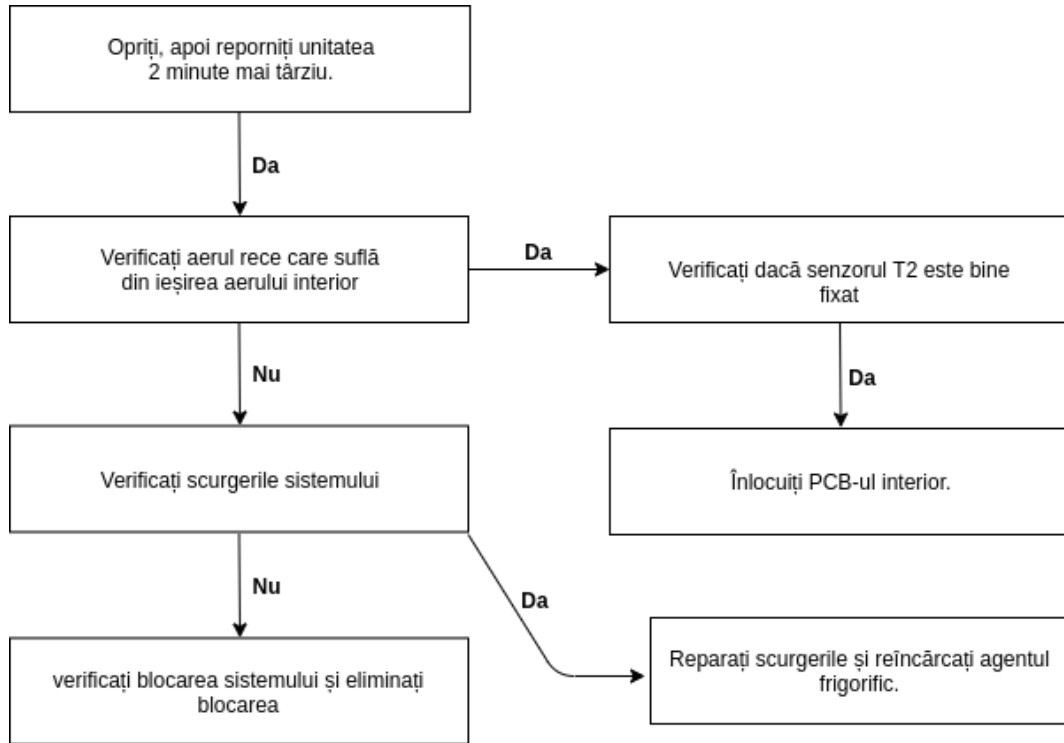 Opriți, apoi reporniți unitatea
2 minute mai târziu.
Da
Verificați aerul rece care suflă
din ieșirea aerului interior
Da
Verificați dacă senzorul T2 este bine
fixat
Nu
Da
Verificați scurgerile sistemului
Înlocuiți PCB-ul interior.
Nu
Da
verificați blocarea sistemului și eliminați
blocarea
Reparați scurgerile și reîncărcați agentul
frigorific.